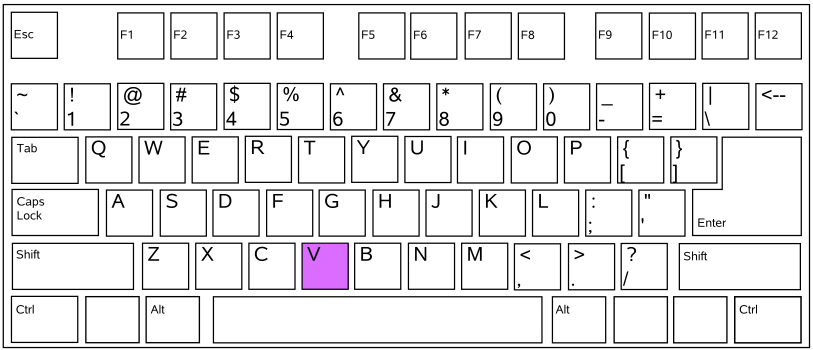 Esc F1 F2 F3 F4 F5 F6 F7 F8 F9 F10 F11 F12
~ ! @ # $ % ^ & * ( ) _ + | <--
` 1 2 3 4 5 6 7 8 9 0 - = \
Tab Q W E R T Y U I O P { }
[ ]
Caps A S D F G H J K L : "
Lock ; '
Enter
Shift Z X C V B N M < > ? Shift
, . /
Ctrl Alt Alt Ctrl